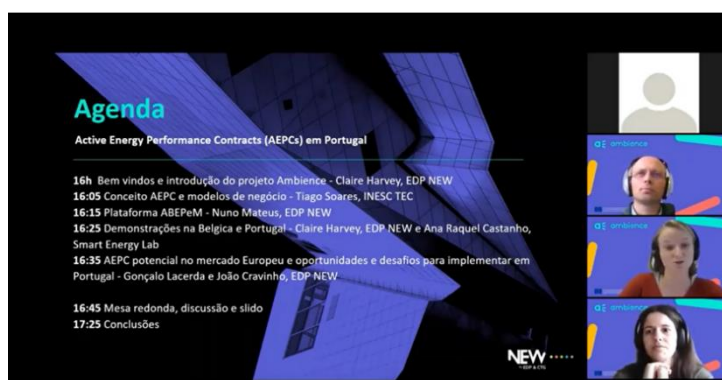 Agenda
Active Energy Performance Contracts (AEPCs) em Portugal
16h Bem vindos e introdução do projeto Ambience - Claire Harvey, EDP NEW
16:05 Conceito AEPC e modelos de negócio - Tiago Soares, INESC TEC
16:15 Plataforma ABEPeM - Nuno Mateus, EDP NEW
16:25 Demonstrações na Belgica e Portugal - Claire Harvey, EDP NEW e Ana Raquel Castanho,
Smart Energy Lab
16:35 AEPC potencial no mercado Europeu e oportunidades e desafios para implementar em
Portugal - Gonçalo Lacerda e João Cravinho, EDP NEW
16:45 Mesa redonda, discussão e slido
17:25 Conclusões
NEW
EDP & CTG
ambience
ambience
ambience